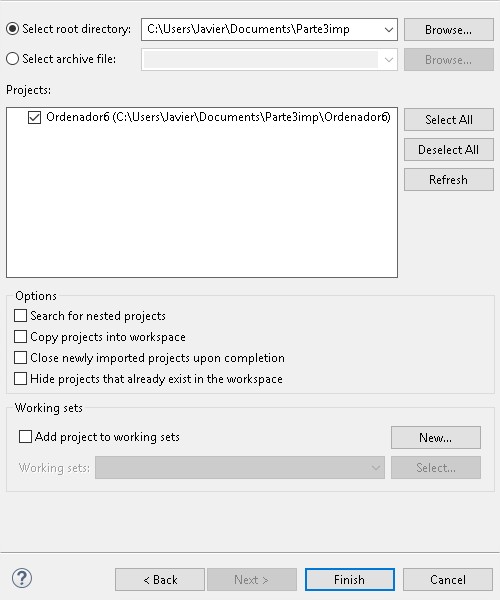 Select root directory: C:\Users\Javier\Documents\Parte3imp Browse...
Select archive file: Browse...
Projects:
Ordenador6 (C:\Users\Javier\Documents\Parte3imp\Ordenador6) Select All
Deselect All
Refresh
Options
Search for nested projects
Copy projects into workspace
Close newly imported projects upon completion
Hide projects that already exist in the workspace
Working sets
Add project to working sets New...
Working sets: Select...
? < Back Next > Finish Cancel